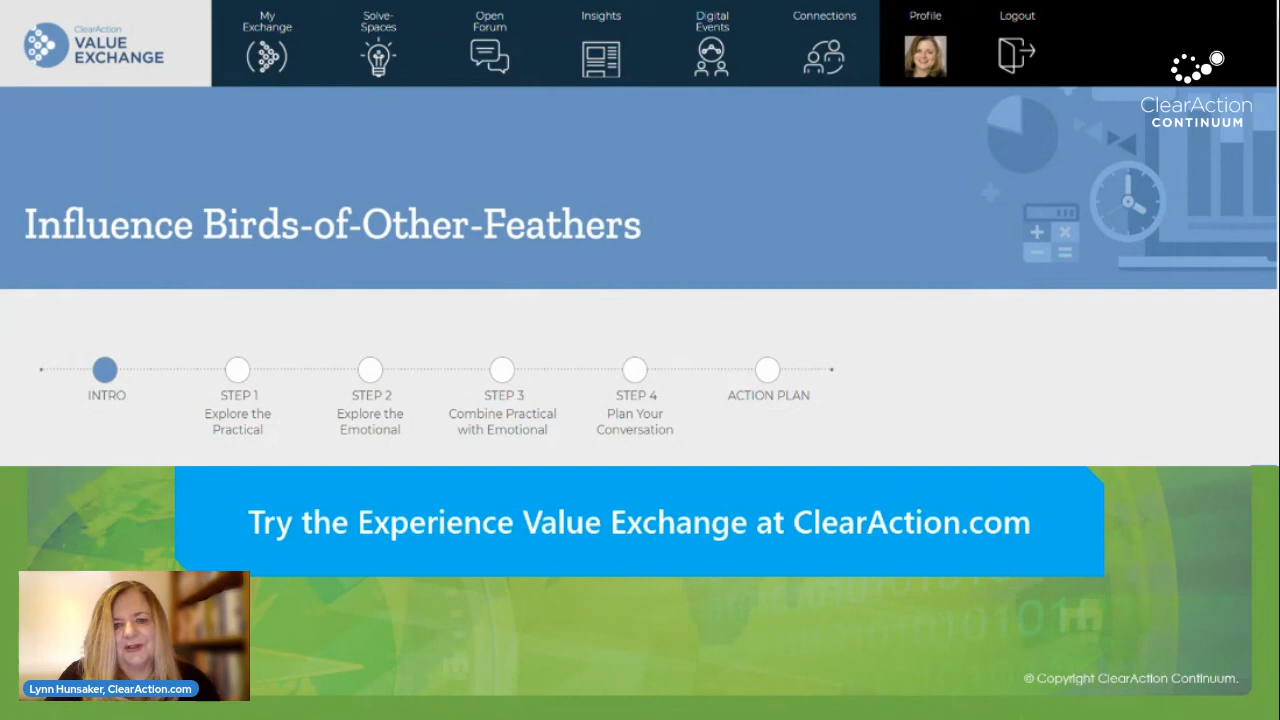 ClearAction
VALUE
EXCHANGE
My
Exchange
Solve-
Spaces
Open
Forum
Insights
Digital
Events
Connections
Profile
Logout
ClearAction
CONTINUUM
Influence Birds-of-Other-Feathers
INTRO
STEP 1
Explore the
Practical
STEP 2
Explore the
Emotional
STEP 3
Combine Practical
with Emotional
STEP 4
Plan Your
Conversation
ACTION PLAN
Try the Experience Value Exchange at ClearAction.com
Lynn Hunsaker, ClearAction.com
© Copyright ClearAction Continuum.